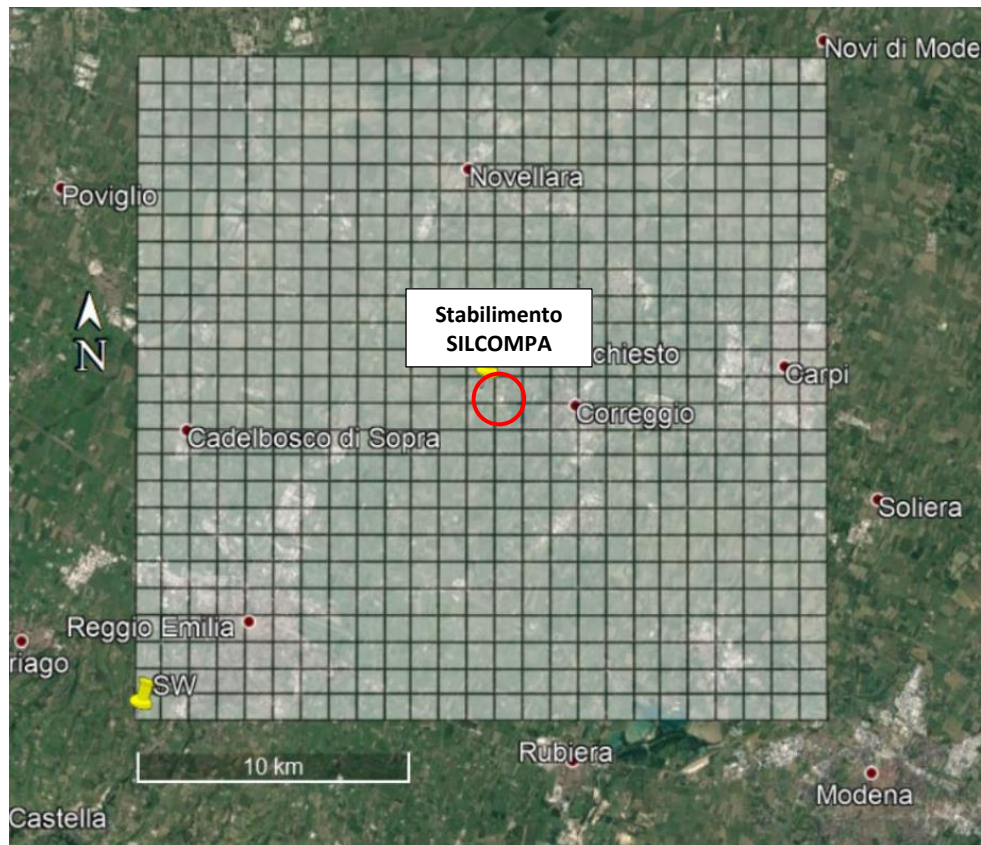 Novi di Mode
Novellara
Poviglio
Stabilimento
SILCOMPA
N
chiesto
Carpi
Correggio
Cadelbosco di Sopra
Soliera
Reggio Emilia
riago
SW
Rubiera
10 km
Modena
Castella